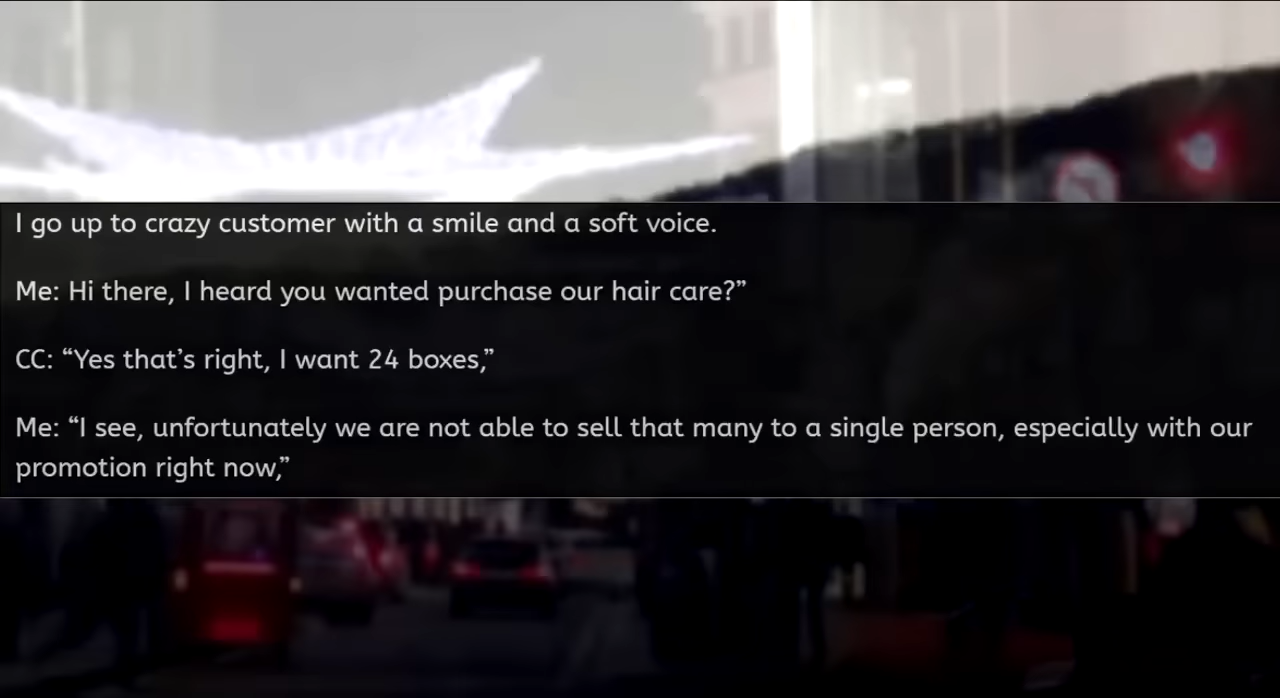 I go up to crazy customer with a smile and a soft voice.
Me: Hi there, I heard you wanted purchase our hair care?”
CC: “Yes that’s right, I want 24 boxes,”
Me: “I see, unfortunately we are not able to sell that many to a single person, especially with our
promotion right now,”